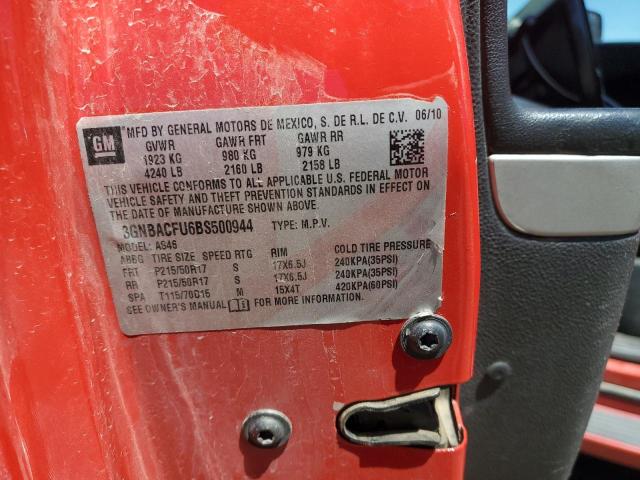 GM
MFD BY GENERAL MOTORS DE MEXICO, S. DE R.L. DE C.V. 06/10
GVWR GAWR FRT GAWR RR
1923 KG 980 KG 979 KG
4240 LB 2160 LB 2158 LB
THIS VEHICLE CONFORMS TO ALL APPLICABLE U.S. FEDERAL MOTOR
VEHICLE SAFETY AND THEFT PREVENTION STANDARDS IN EFFECT ON
THE DATE OF MANUFACTURE SHOWN ABOVE.
3GNBACFU6BS500944 TYPE: M.P.V.
MODEL: AS46
ABBG TIRE SIZE SPEED RTG RIM COLD TIRE PRESSURE
FRT P215/50R17 S 17X6.5J 240KPA(35PSI)
RR P215/50R17 S 17X6.5J 240KPA(35PSI)
SPA T115/70D15 M 15X4T 420KPA(60PSI)
SEE OWNER'S MANUAL